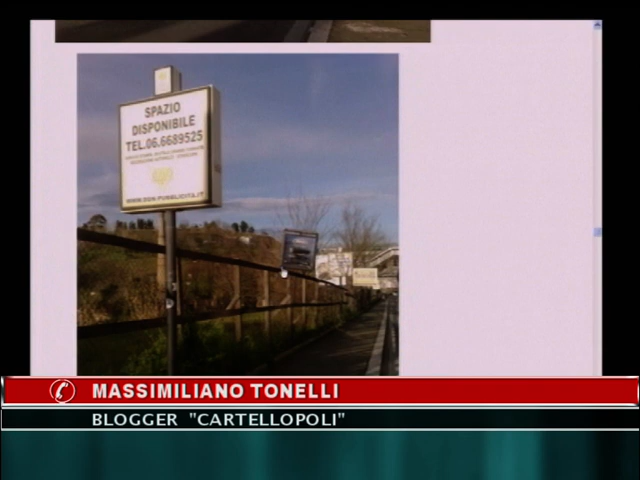 SPAZIO
DISPONIBILE
TEL.06.6689525
MASSIMILIANO TONELLI
BLOGGER "CARTELLOPOLI"